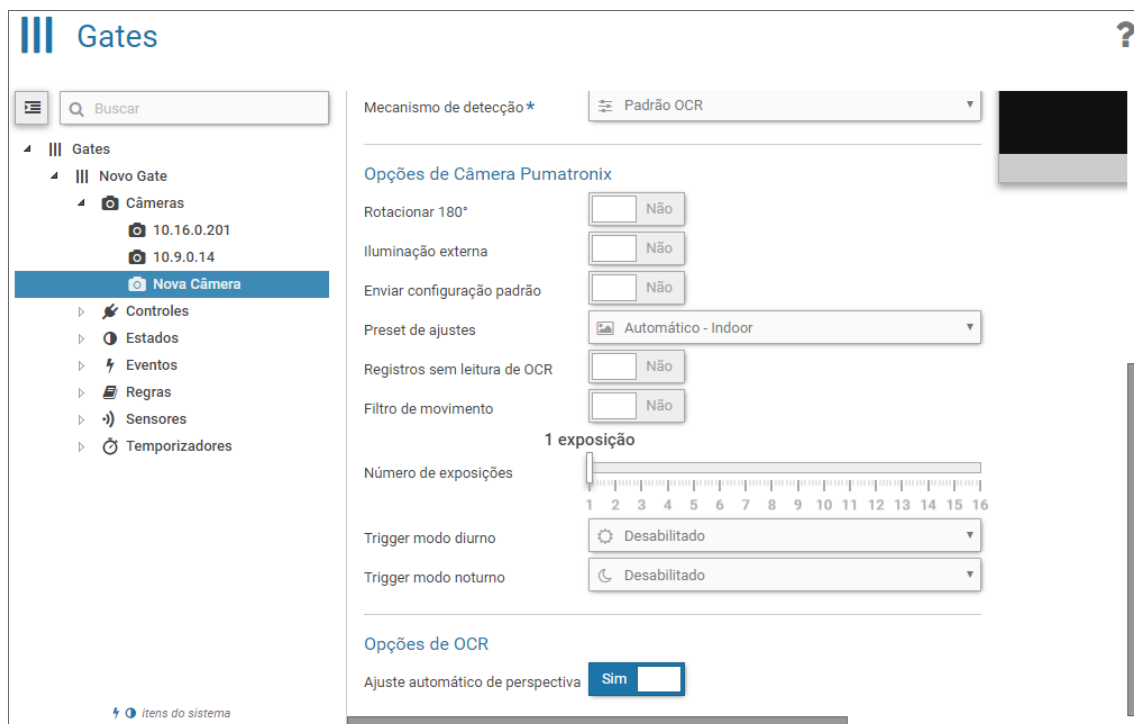 Gates
?
Buscar
Gates
Novo Gate
Câmeras
10.16.0.201
10.9.0.14
Nova Câmera
Controles
Estados
Eventos
Regras
Sensores
Temporizadores
itens do sistema
Mecanismo de detecção * Padrão OCR
Opções de Câmera Pumatronix
Rotacionar 180° Não
Iluminação externa Não
Enviar configuração padrão Não
Preset de ajustes Automático - Indoor
Registros sem leitura de OCR Não
Filtro de movimento Não
1 exposição
Número de exposições
1 2 3 4 5 6 7 8 9 10 11 12 13 14 15 16
Trigger modo diurno Desabilitado
Trigger modo noturno Desabilitado
Opções de OCR
Ajuste automático de perspectiva Sim